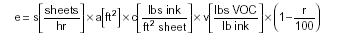 e = s[sheets/hr] × a[ft²] × c[lbs ink/ft² sheet] × v[lbs VOC/lb ink] × (1 − r/100)